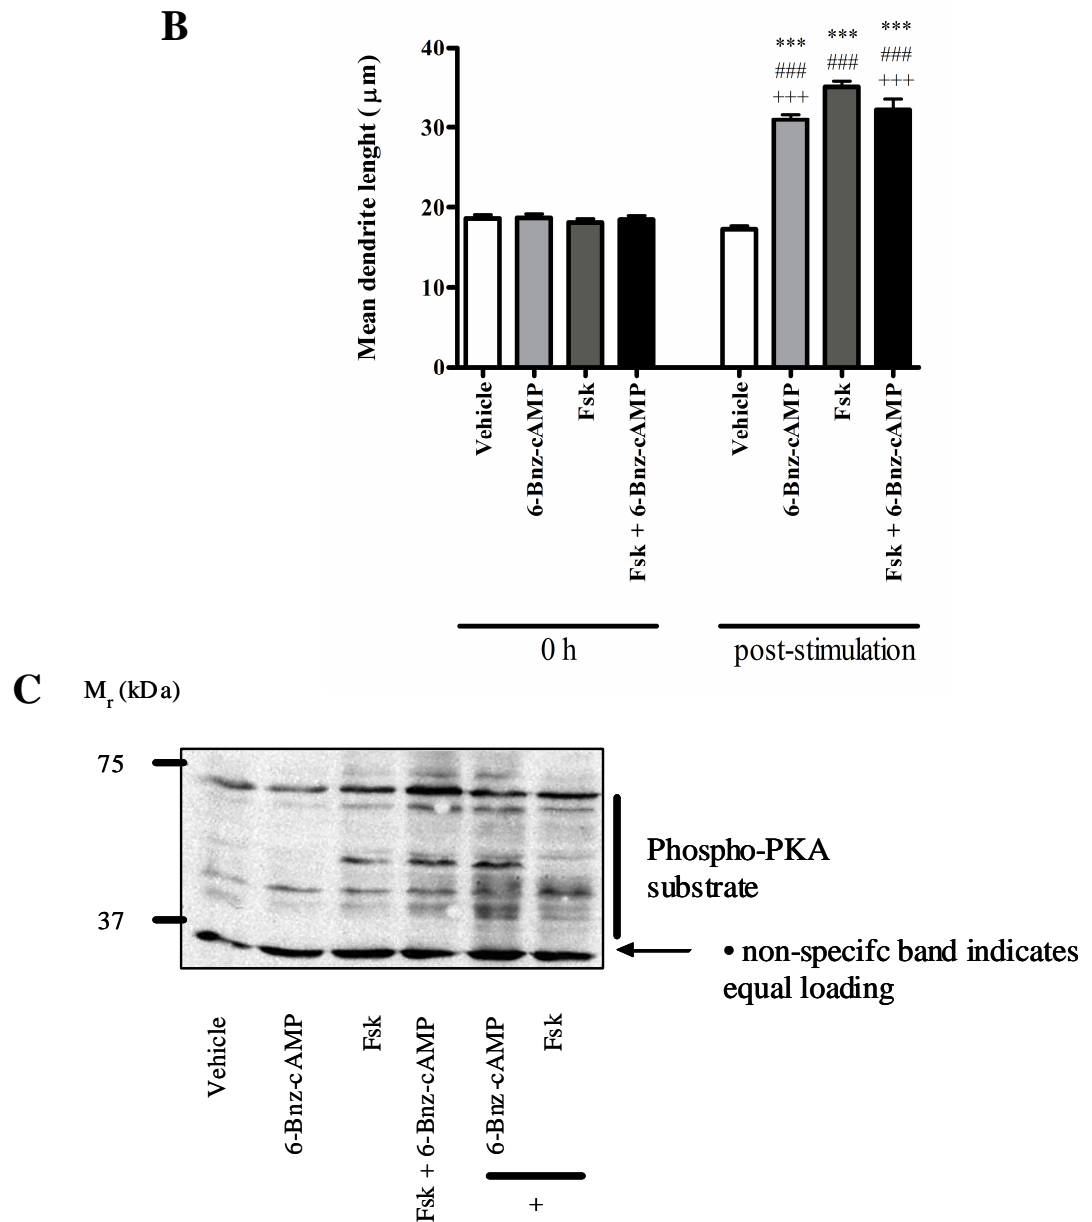 B
Mean dendrite lenght ( μm)
40
30
20
10
0
***
###
+++
***
###
***
###
+++
Vehicle
6-Bnz-cAMP
Fsk
Fsk + 6-Bnz-cAMP
Vehicle
6-Bnz-cAMP
Fsk
Fsk + 6-Bnz-cAMP
0 h
post-stimulation
C
Mr (kDa)
75
37
Phospho-PKA
substrate
• non-specifc band indicates
equal loading
Vehicle
6-Bnz-cAMP
Fsk
Fsk + 6-Bnz-cAMP
6-Bnz-cAMP
Fsk
+